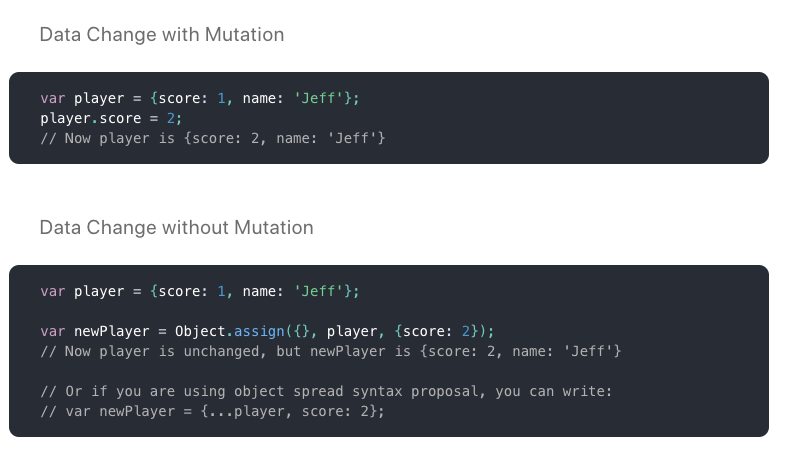 Data Change with Mutation
var player = {score: 1, name: 'Jeff'};
player.score = 2;
// Now player is {score: 2, name: 'Jeff'}
Data Change without Mutation
var player = {score: 1, name: 'Jeff'};
var newPlayer = Object.assign({}, player, {score: 2});
// Now player is unchanged, but newPlayer is {score: 2, name: 'Jeff'}
// Or if you are using object spread syntax proposal, you can write:
// var newPlayer = {...player, score: 2};